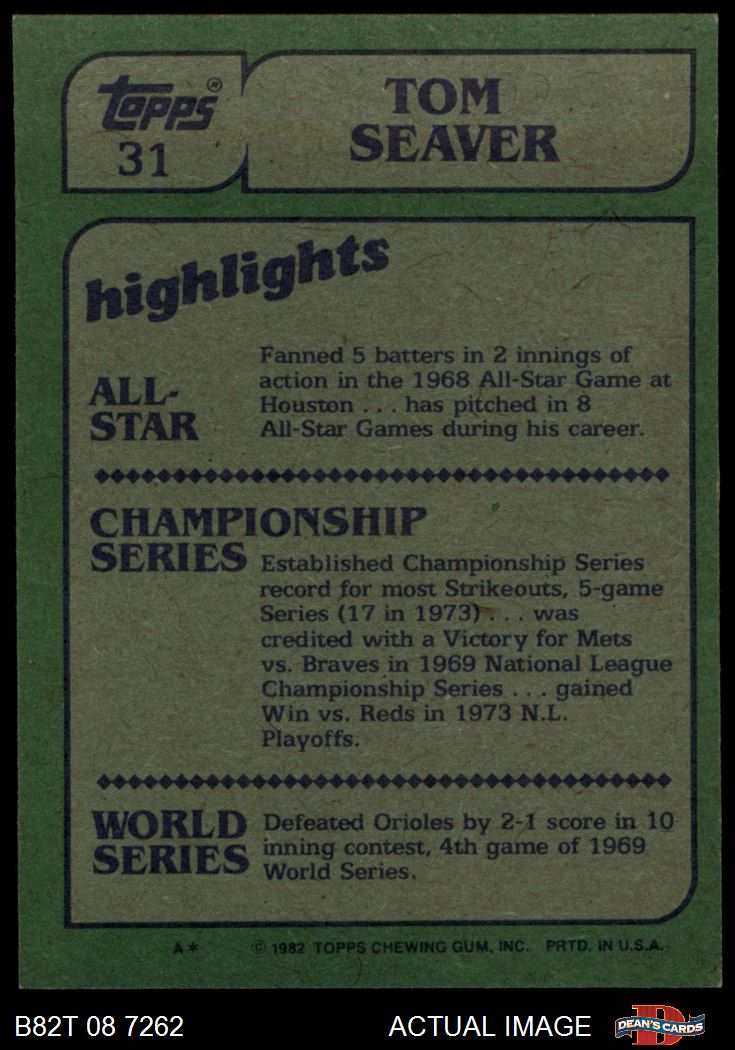 topps®
31
TOM
SEAVER
highlights
ALL-
STAR
Fanned 5 batters in 2 innings of
action in the 1968 All-Star Game at
Houston . . . has pitched in 8
All-Star Games during his career.
CHAMPIONSHIP
SERIES
Established Championship Series
record for most Strikeouts, 5-game
Series (17 in 1973) . . . was
credited with a Victory for Mets
vs. Braves in 1969 National League
Championship Series . . . gained
Win vs. Reds in 1973 N.L.
Playoffs.
WORLD
SERIES
Defeated Orioles by 2-1 score in 10
inning contest, 4th game of 1969
World Series.
A* © 1982 TOPPS CHEWING GUM, INC. PRTD. IN U.S.A.
B82T 08 7262 ACTUAL IMAGE
D
DEAN'S CARDS